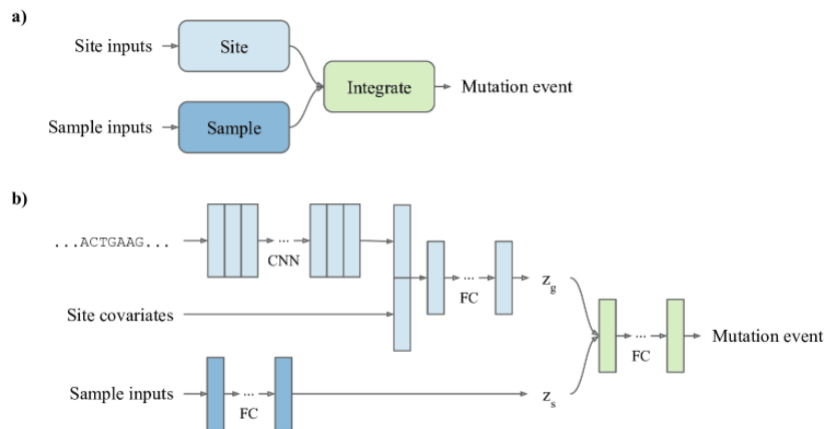 a)
Site inputs
Site
Integrate
Mutation event
Sample inputs
Sample
b)
...ACTGAAG...
...
CNN
Site covariates
...
FC
z_g
...
FC
Mutation event
Sample inputs
...
FC
z_s